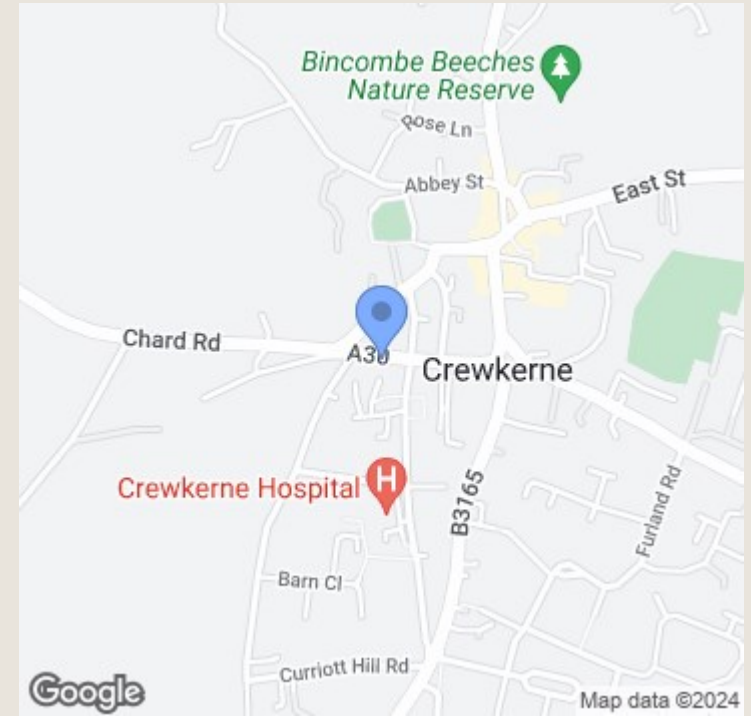 Bincombe Beeches
Nature Reserve
Rose Ln
Abbey St
East St
Chard Rd
A30
Crewkerne
Crewkerne Hospital
H
B3165
Furland Rd
Barn Cl
Curriott Hill Rd
Google
Map data ©2024